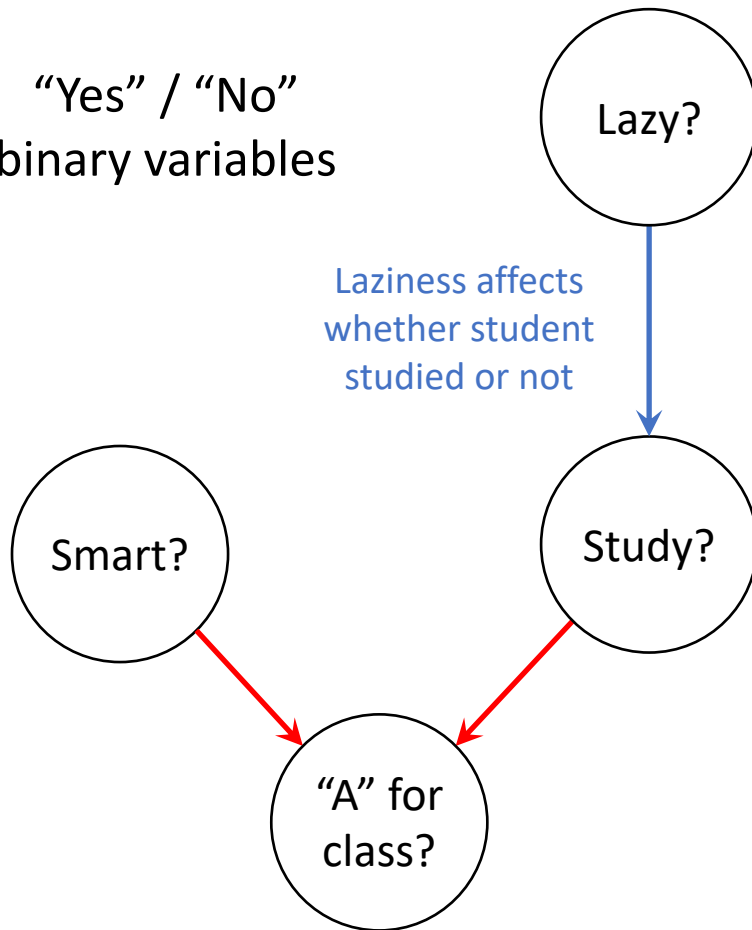 “Yes” / “No”
binary variables
Lazy?
Laziness affects
whether student
studied or not
Smart?
Study?
“A” for
class?